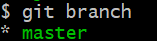 $ git branch
* master